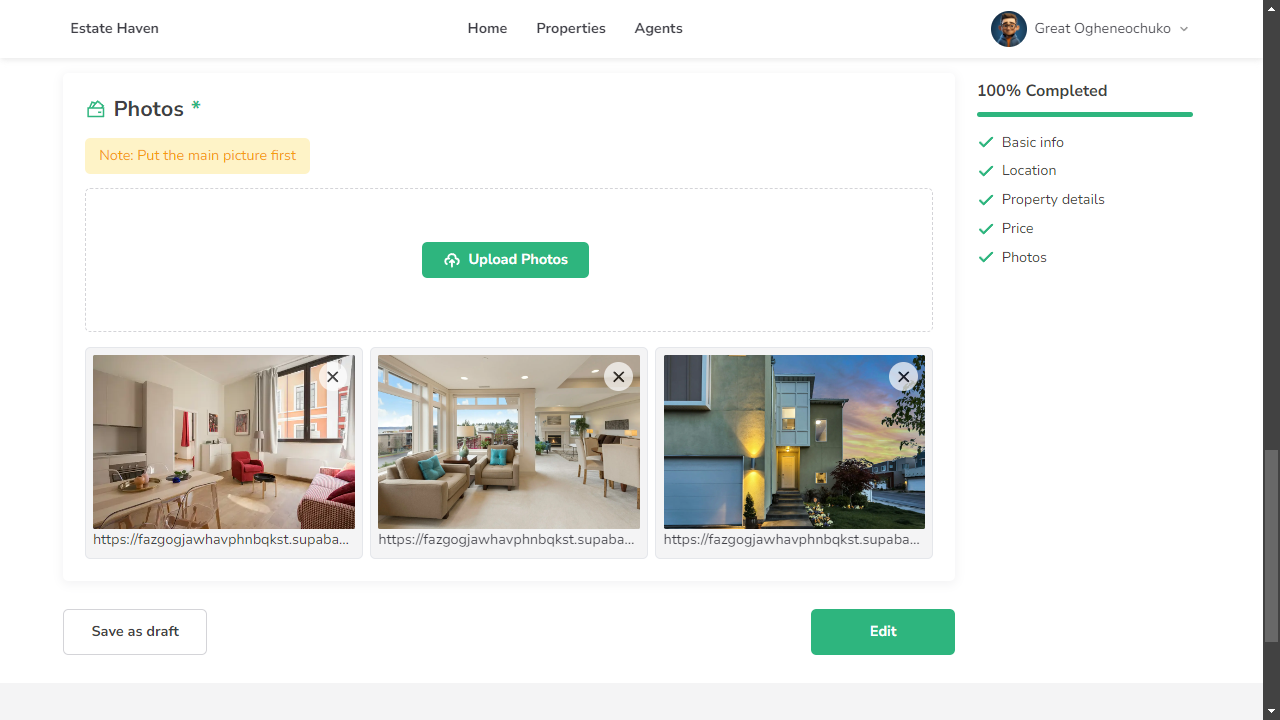 Estate Haven
Home
Properties
Agents
Great Ogheneochuko
Photos *
Note: Put the main picture first
Upload Photos
https://fazgogjawhavphnbqkst.supaba...
https://fazgogjawhavphnbqkst.supaba...
https://fazgogjawhavphnbqkst.supaba...
Save as draft
Edit
100% Completed
Basic info
Location
Property details
Price
Photos